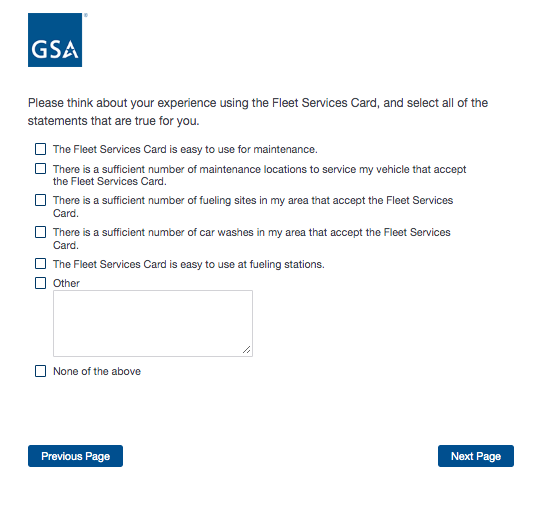 GSA
®
Please think about your experience using the Fleet Services Card, and select all of the
statements that are true for you.
The Fleet Services Card is easy to use for maintenance.
There is a sufficient number of maintenance locations to service my vehicle that accept
the Fleet Services Card.
There is a sufficient number of fueling sites in my area that accept the Fleet Services
Card.
There is a sufficient number of car washes in my area that accept the Fleet Services
Card.
The Fleet Services Card is easy to use at fueling stations.
Other
None of the above
Previous Page
Next Page